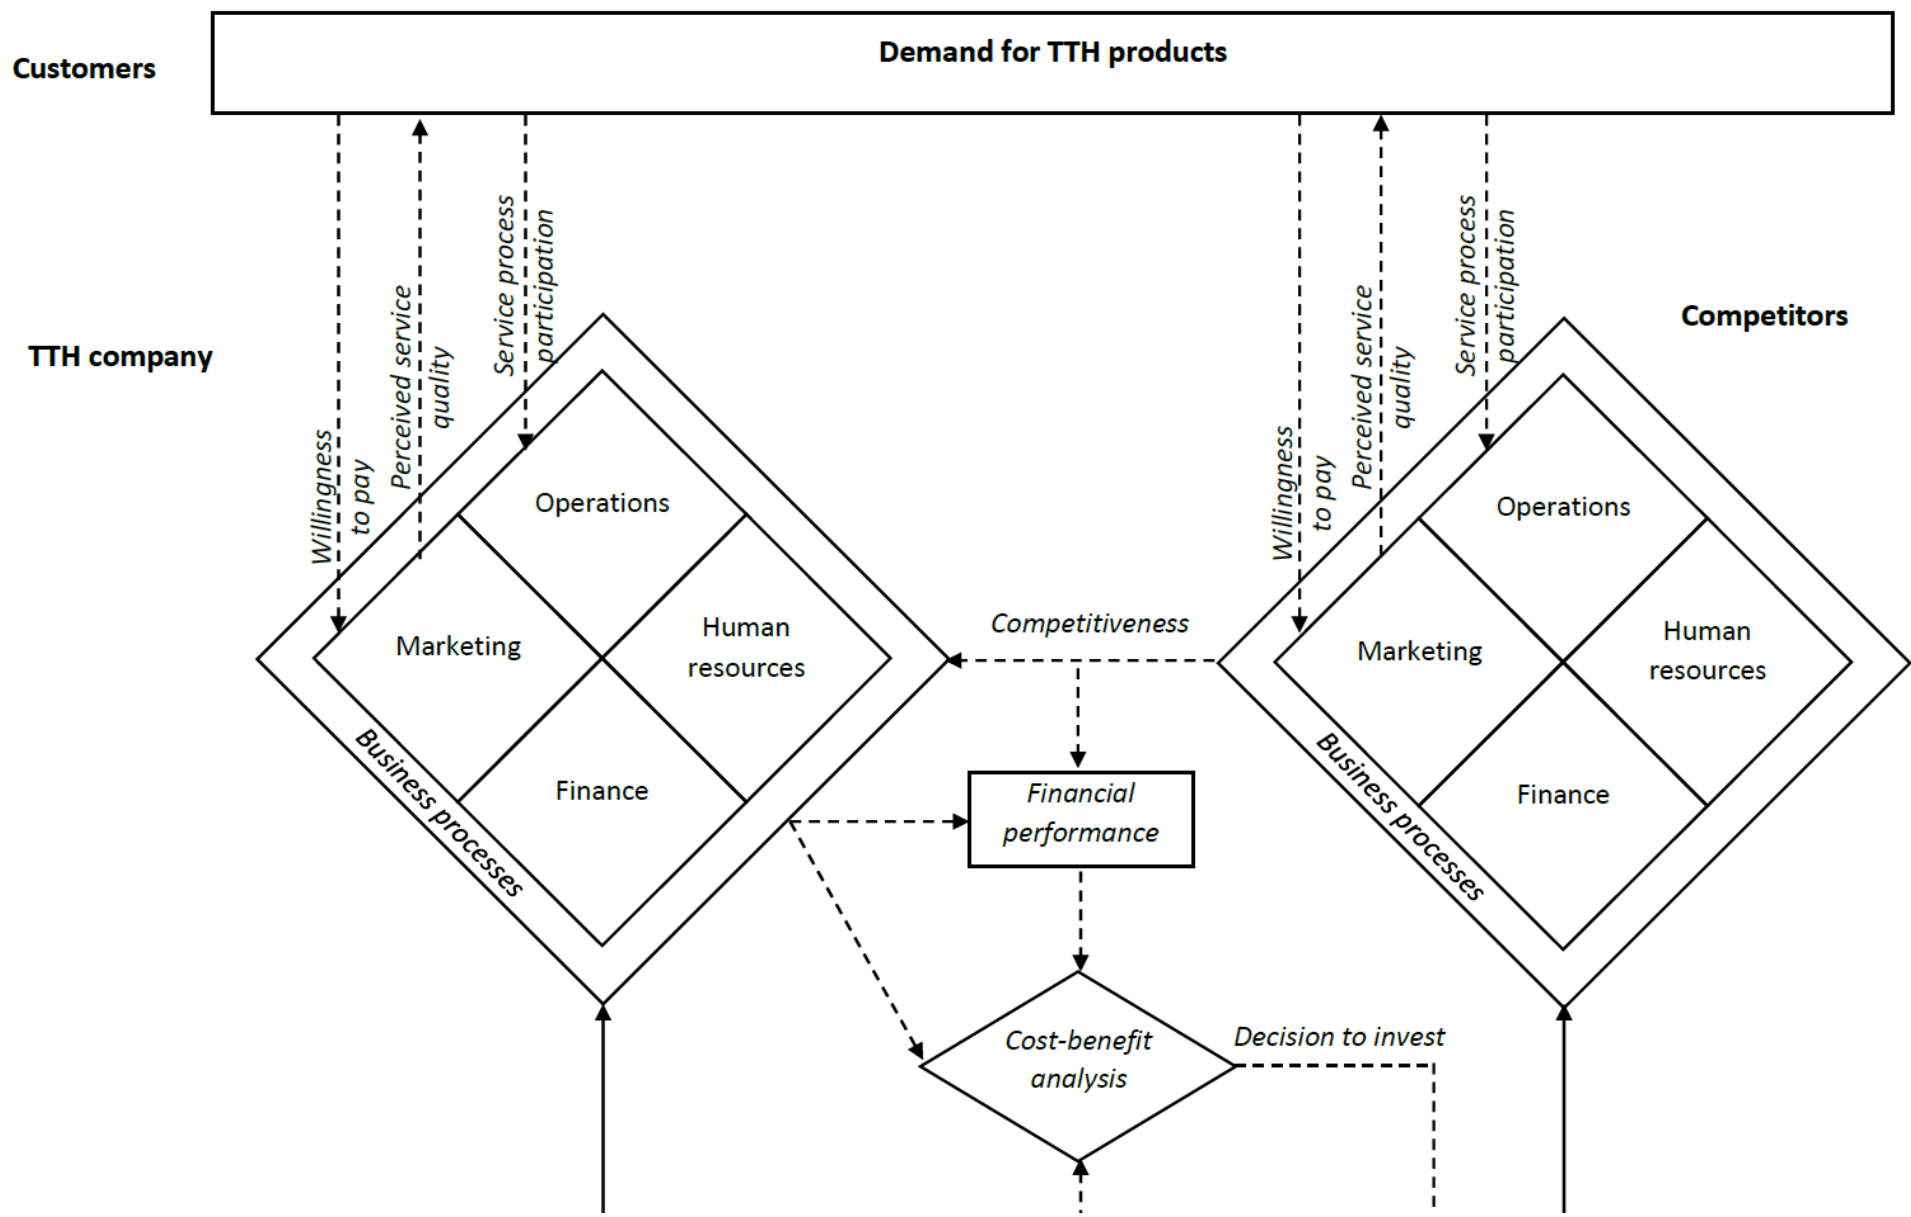 Demand for TTH products
Customers
Willingness
to pay
Perceived service
quality
Service process
participation
Willingness
to pay
Perceived service
quality
Service process
participation
TTH company
Competitors
Operations
Marketing
Human
resources
Finance
Business processes
Competitiveness
Operations
Marketing
Human
resources
Finance
Business processes
Financial
performance
Cost-benefit
analysis
Decision to invest